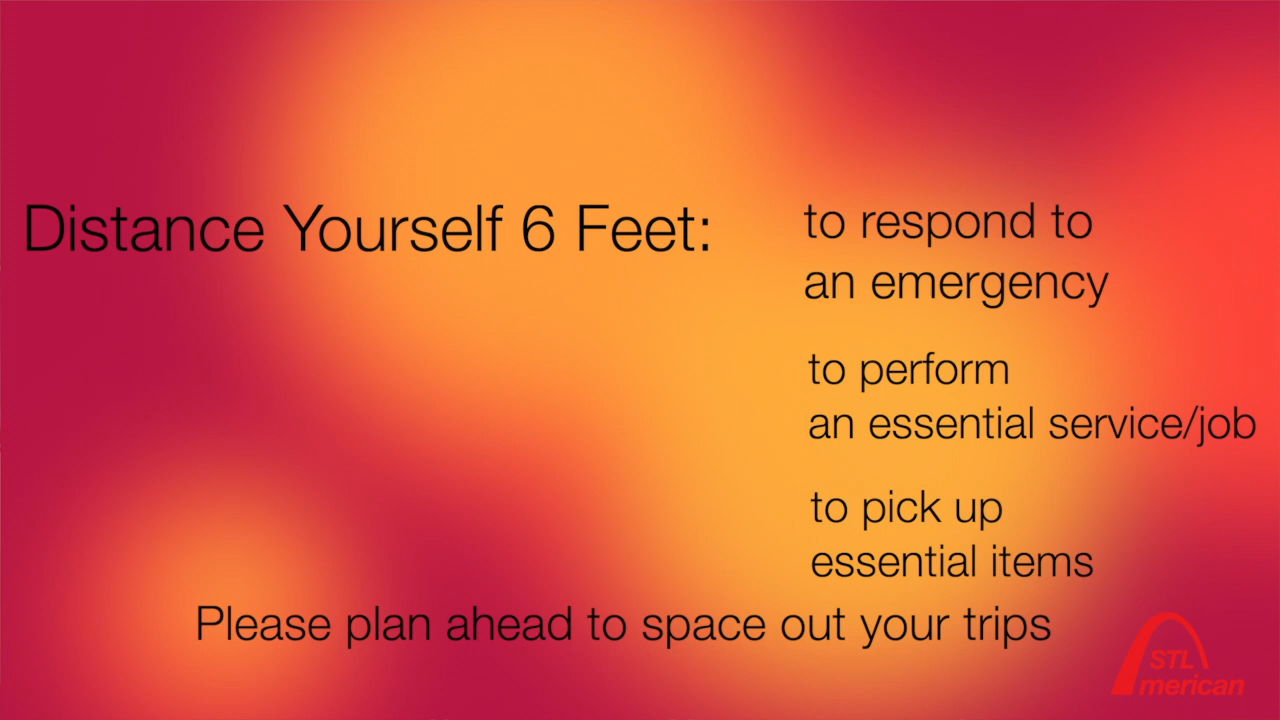 Distance Yourself 6 Feet:
to respond to
an emergency
to perform
an essential service/job
to pick up
essential items
Please plan ahead to space out your trips
STL
merican